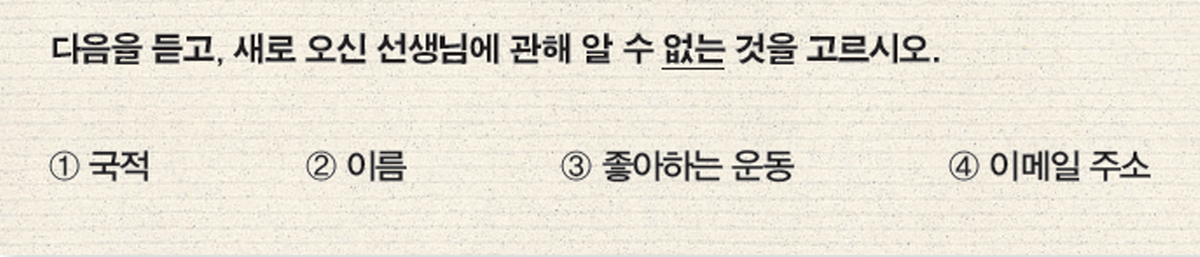 다음을 듣고, 새로 오신 선생님에 관해 알 수 없는 것을 고르시오.
① 국적 ② 이름 ③ 좋아하는 운동 ④ 이메일 주소